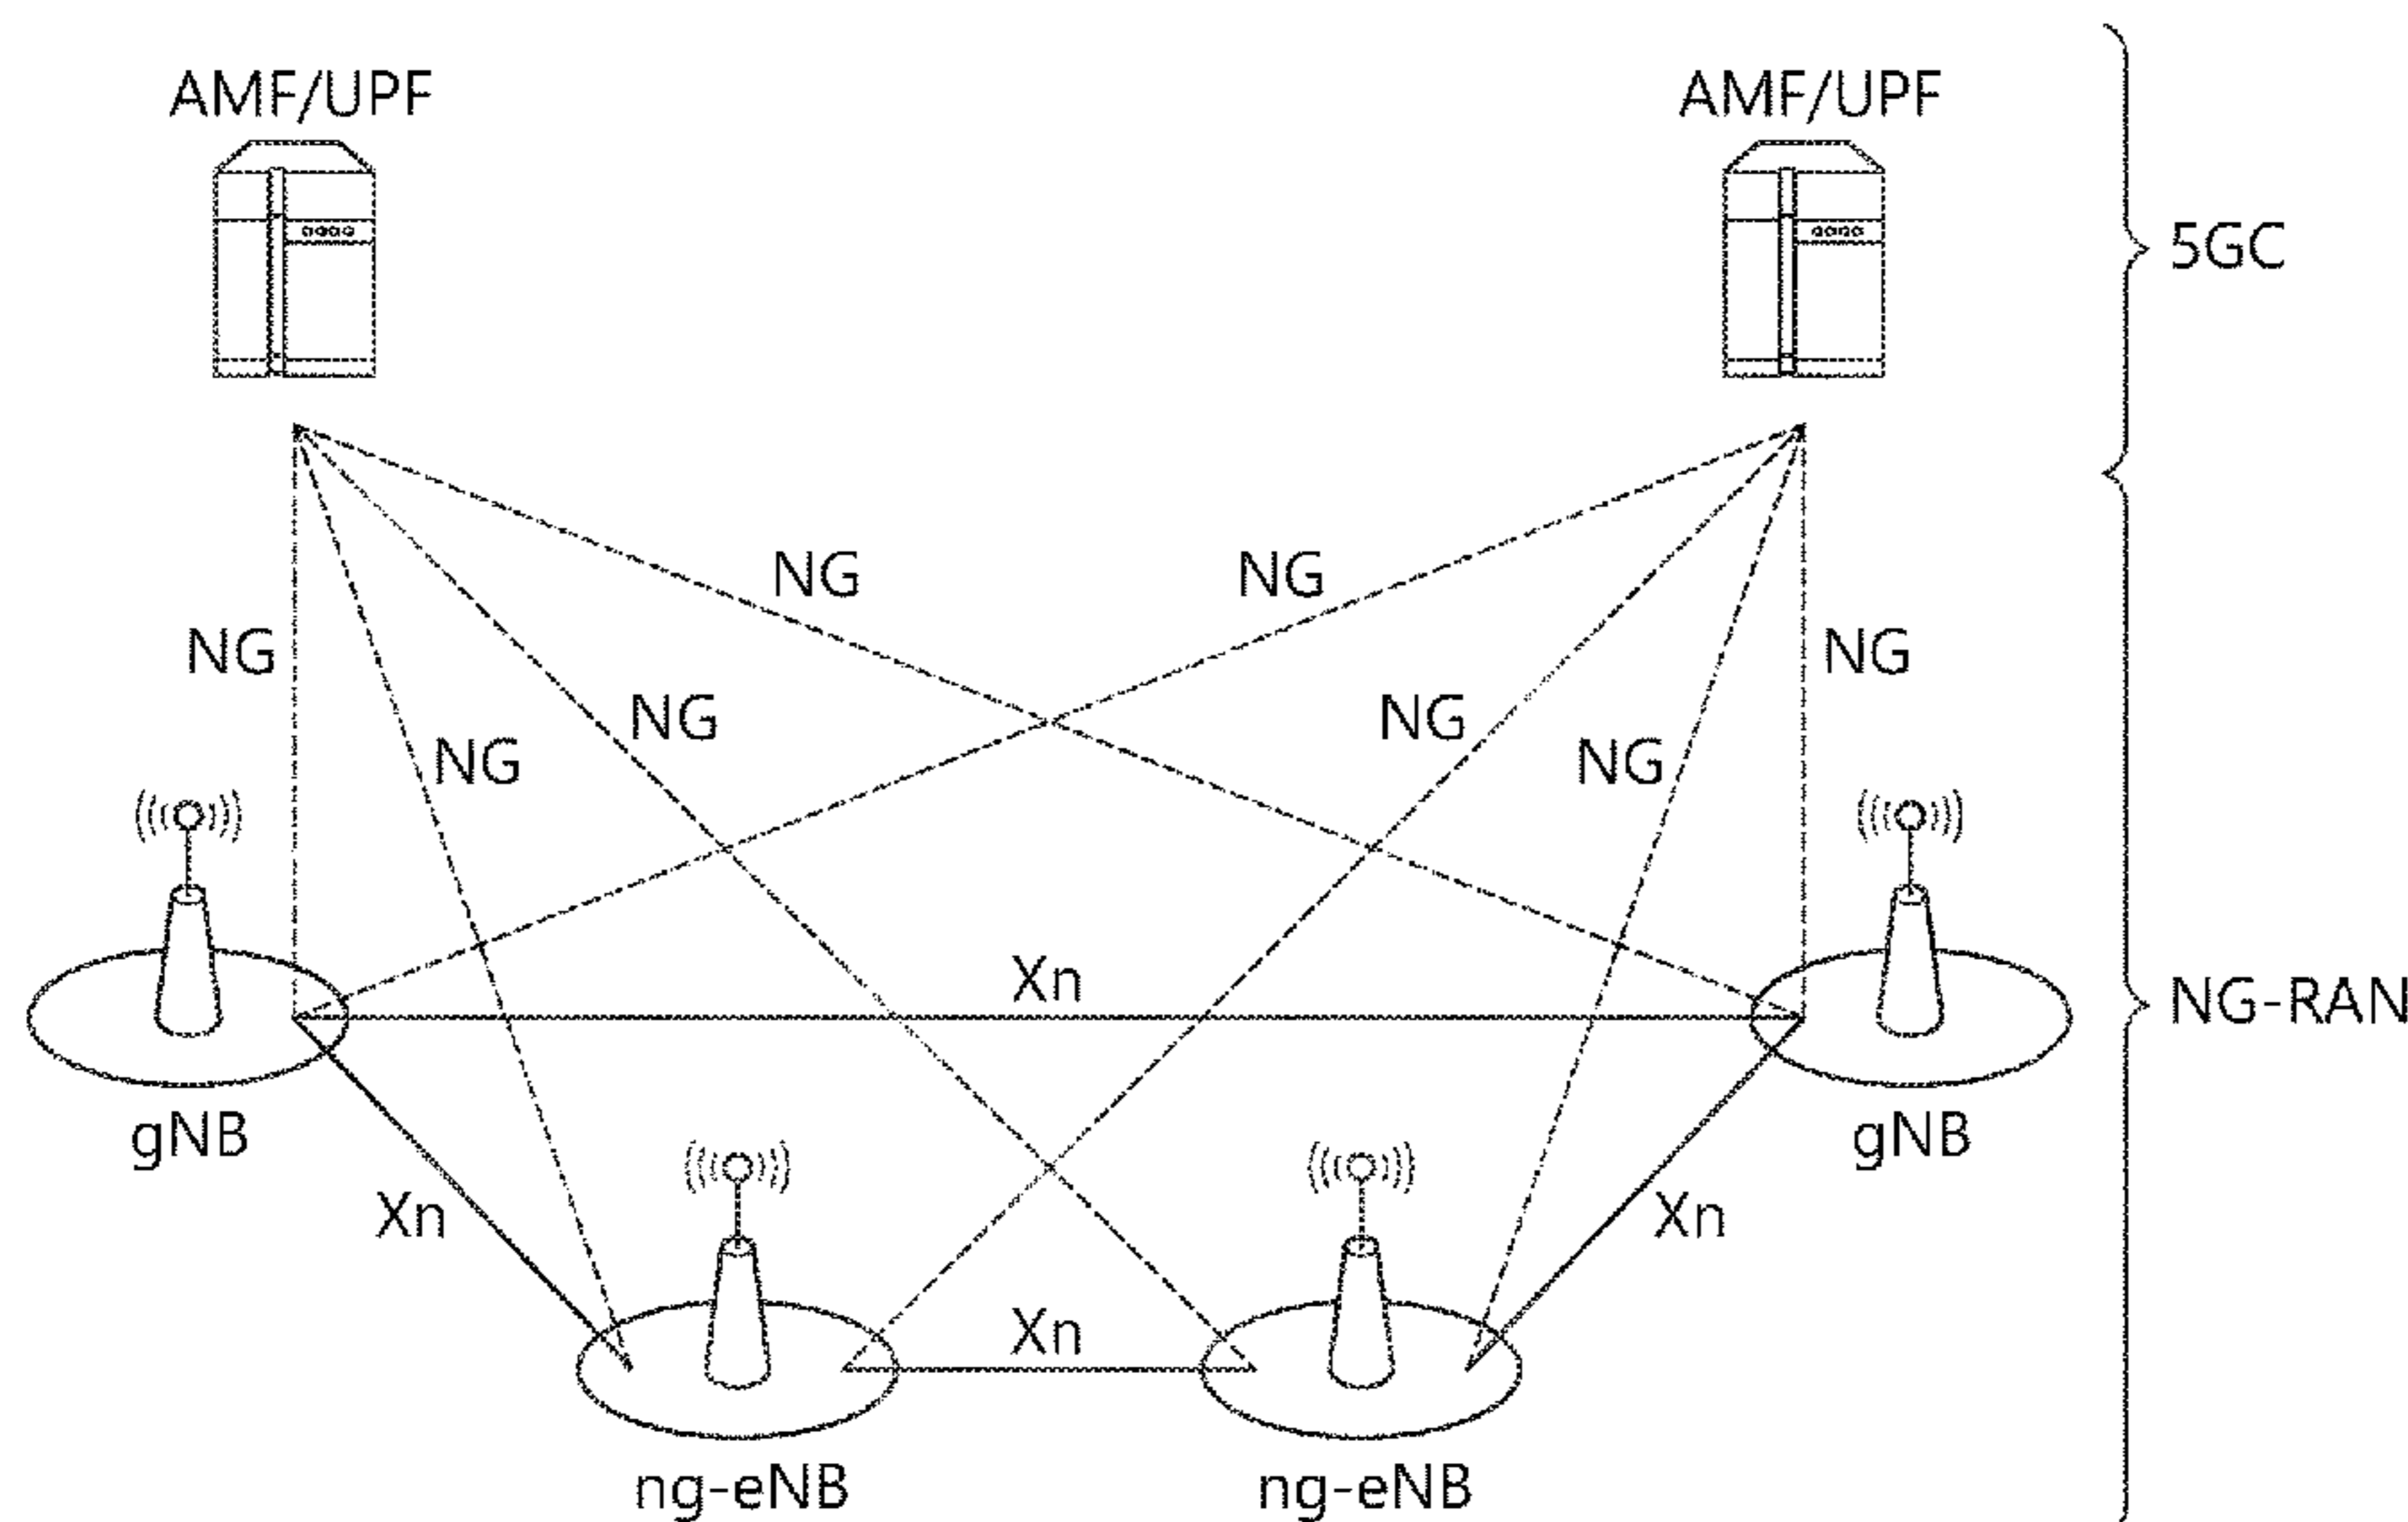 AMF/UPF
AMF/UPF
5GC
NG
NG
NG
NG
NG
NG
NG
NG
Xn
NG-RAN
gNB
gNB
Xn
Xn
Xn
ng-eNB
ng-eNB